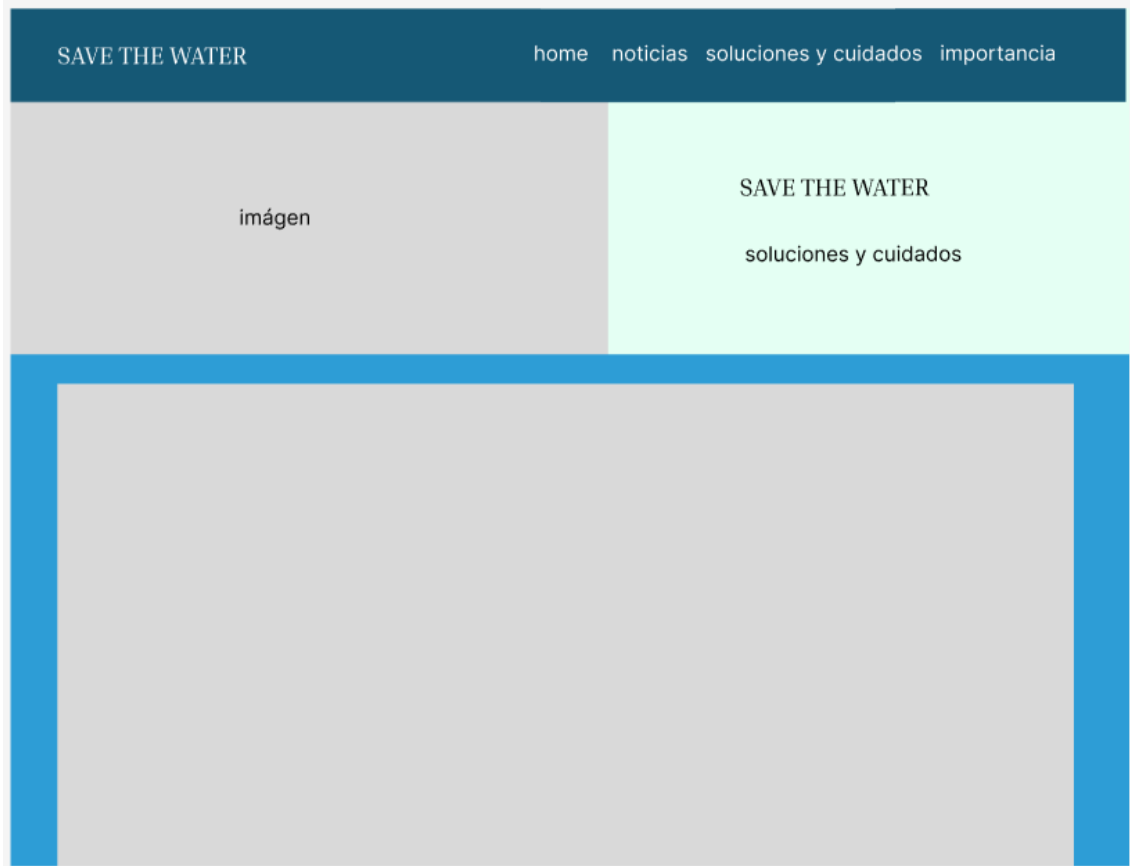 SAVE THE WATER
home noticias soluciones y cuidados importancia
imágen
SAVE THE WATER
soluciones y cuidados